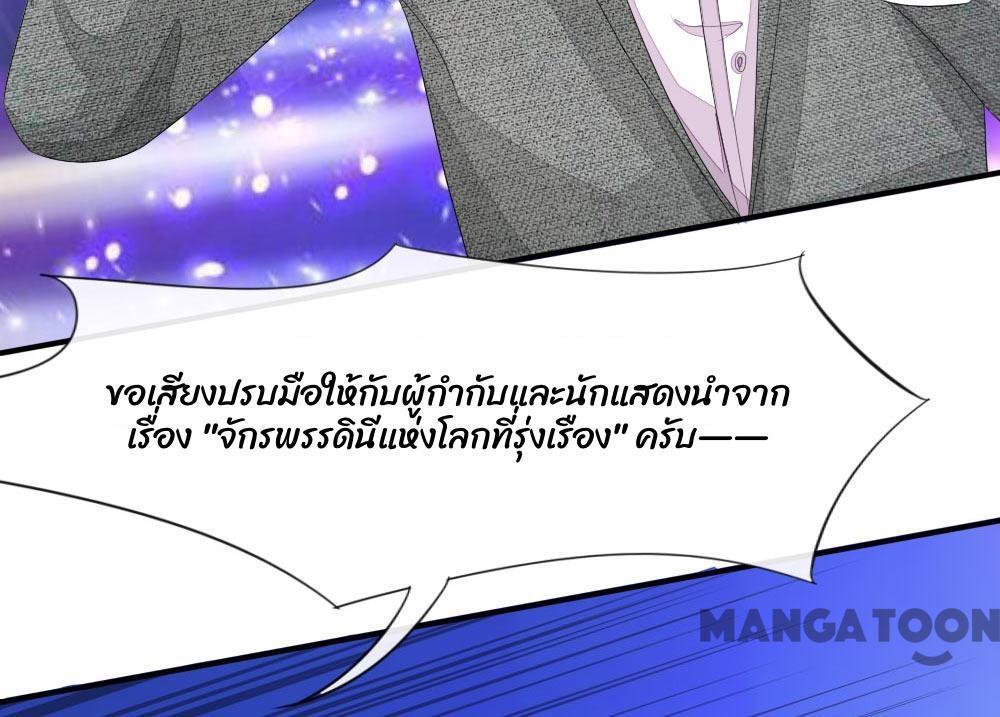 ขอเสียงปรบมือให้กับผู้กำกับและนักแสดงนำจาก
เรื่อง "จักรพรรดินีแห่งโลกที่รุ่งเรือง" ครับ——
MANGATOON